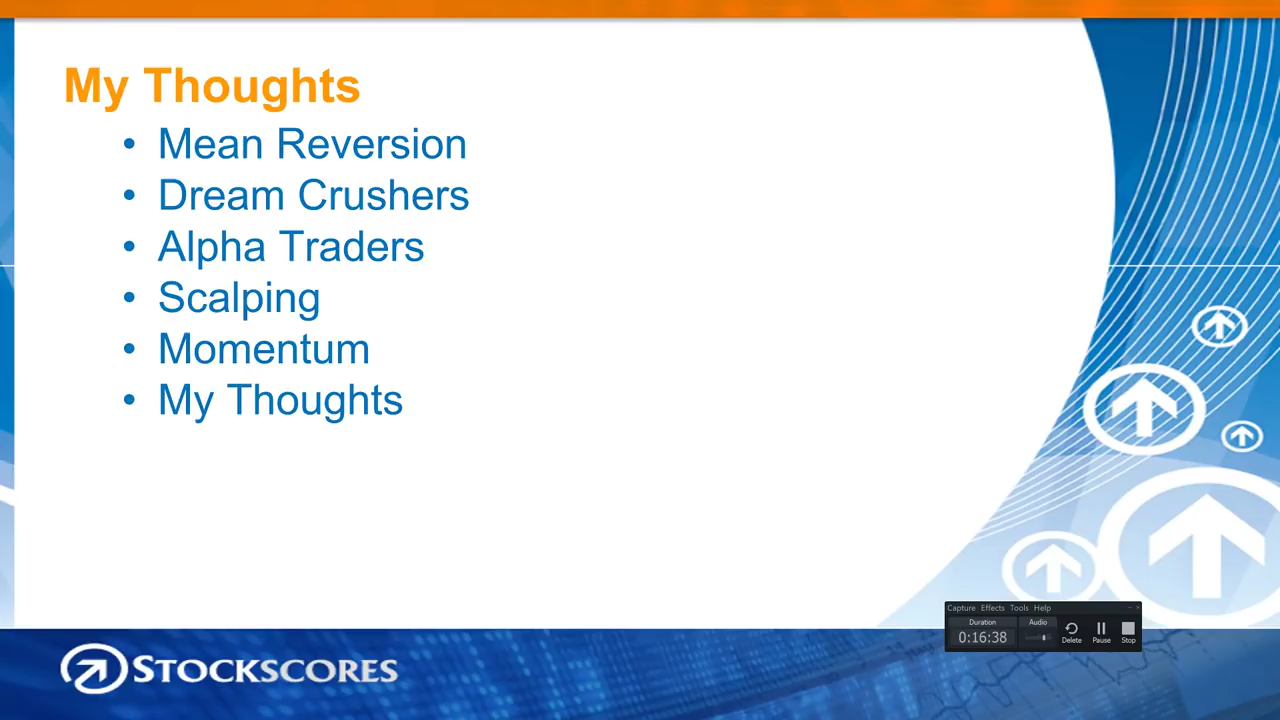 My Thoughts
• Mean Reversion
• Dream Crushers
• Alpha Traders
• Scalping
• Momentum
• My Thoughts
Capture Effects Tools Help
Duration Audio
0:16:38
Delete Pause Stop
STOCKSCORES